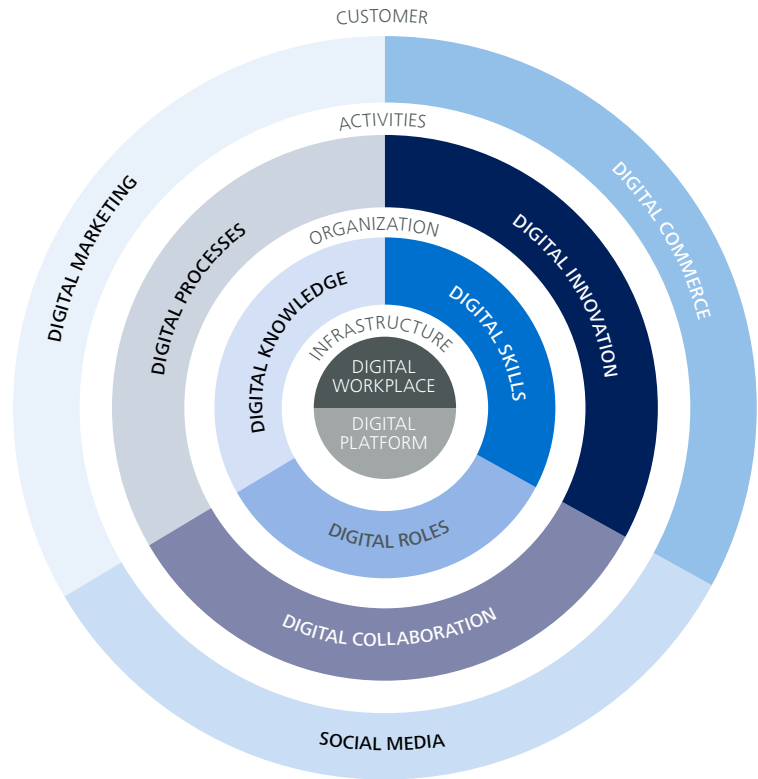 CUSTOMER
DIGITAL MARKETING
DIGITAL COMMERCE
SOCIAL MEDIA
ACTIVITIES
DIGITAL PROCESSES
DIGITAL INNOVATION
DIGITAL COLLABORATION
ORGANIZATION
DIGITAL KNOWLEDGE
DIGITAL SKILLS
DIGITAL ROLES
INFRASTRUCTURE
DIGITAL
WORKPLACE
DIGITAL
PLATFORM